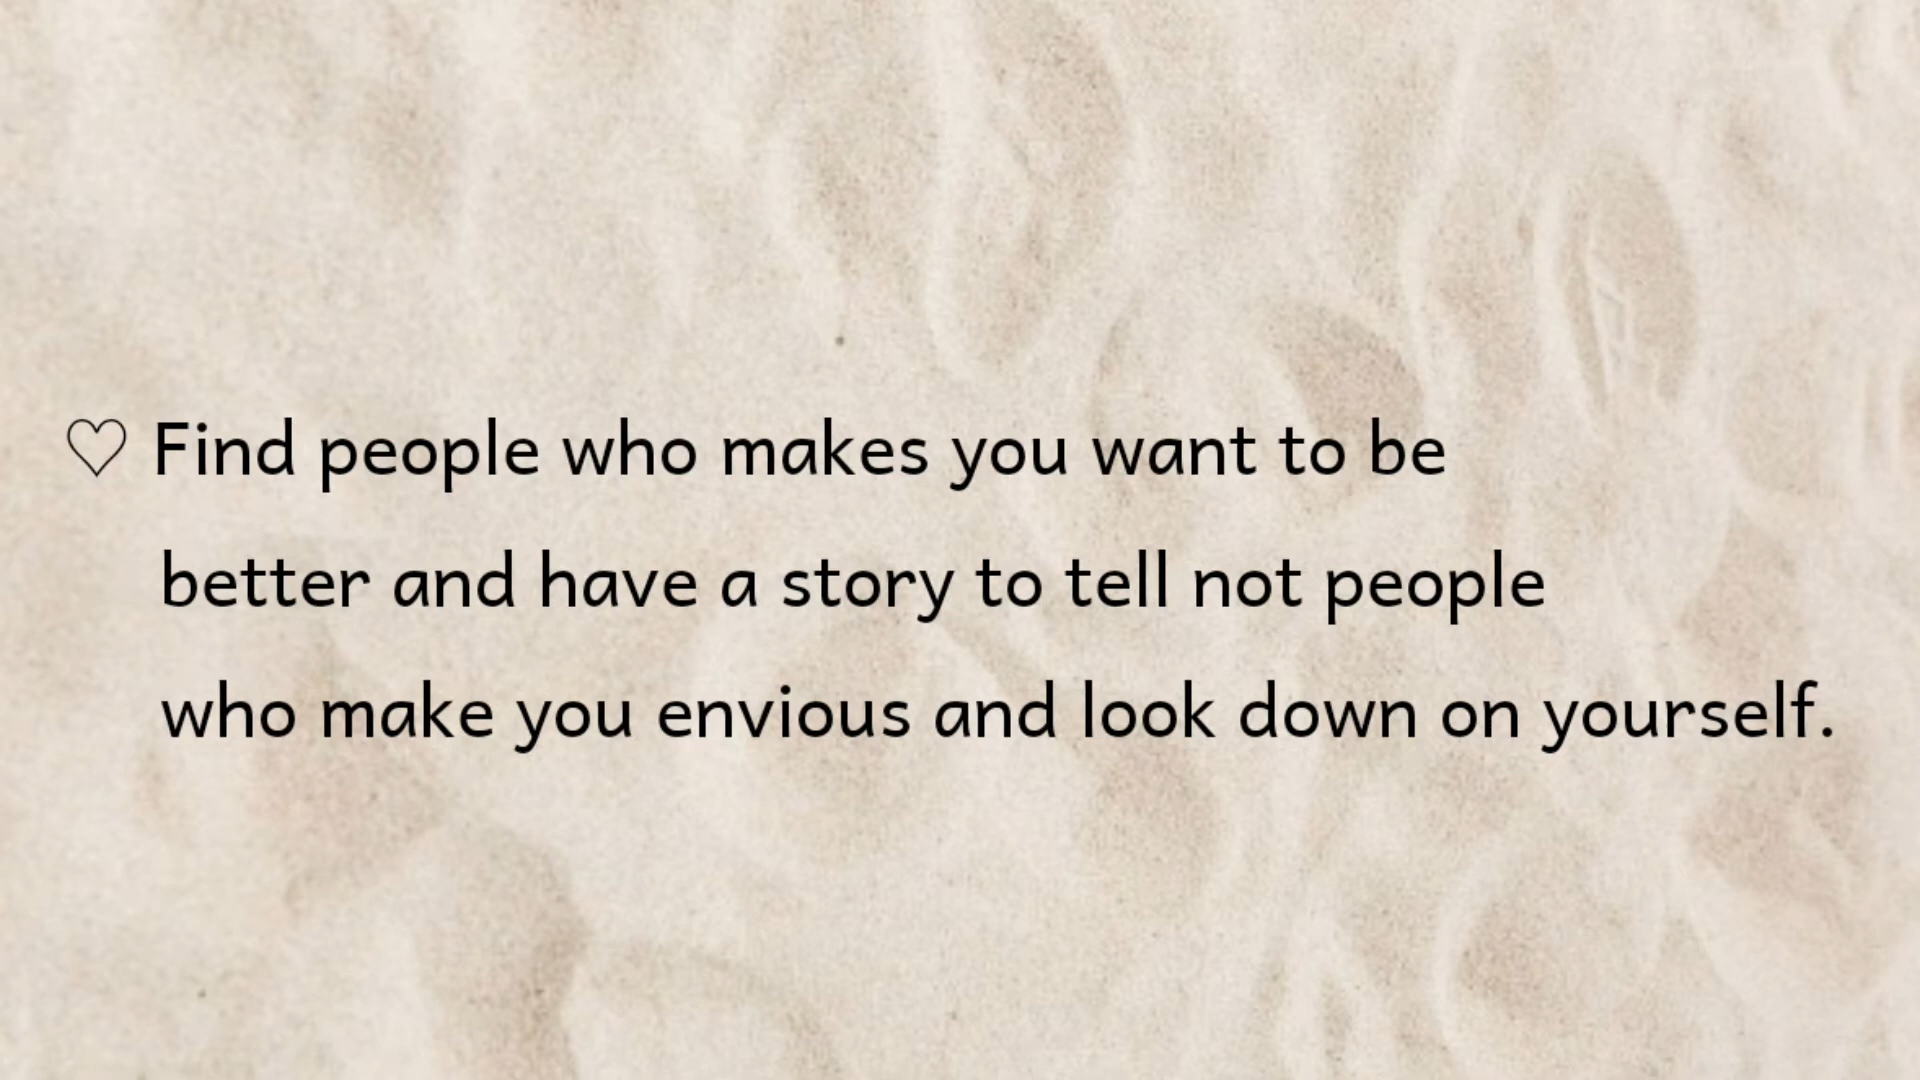 ♡ Find people who makes you want to be
better and have a story to tell not people
who make you envious and look down on yourself.